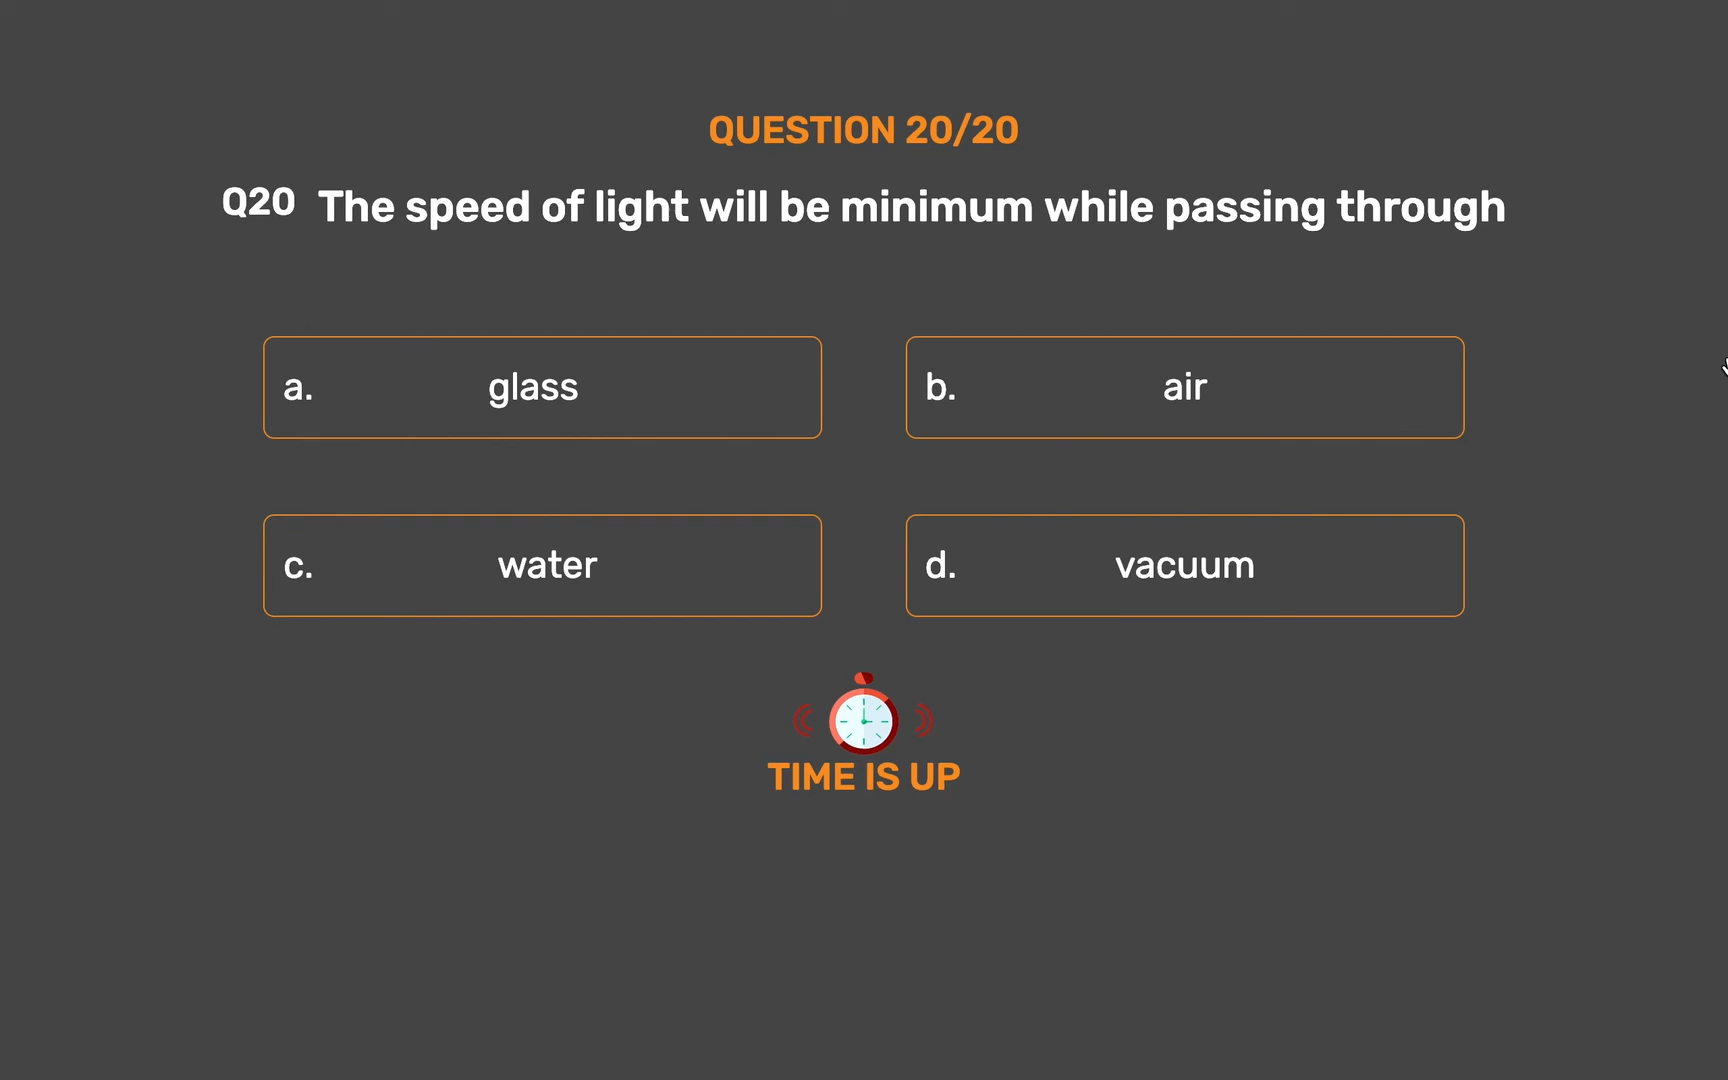 QUESTION 20/20
Q20 The speed of light will be minimum while passing through
a. glass
b. air
c. water
d. vacuum
TIME IS UP